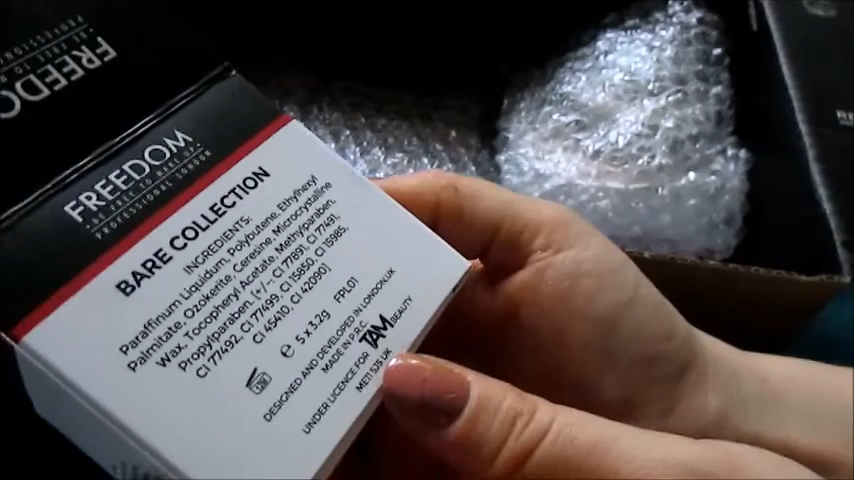 FREEDOM
FREEDOM
• BE FREE TO MAKE UP •
PROFESSIONAL LONDON
BARE COLLECTION
INGREDIENTS:
Paraffinum Liquidum, Polybutene, Ethylhexyl
Palmitate, Ozokerite, Ceresine, Microcrystalline
Wax, Tocopheryl Acetate, Methylparaben,
Propylparaben. [+/-. CI 77891, CI 77491,
CI 77492, CI 77499, CI 15850, CI 15985,
CI 45410, CI 42090]
12M
e 5 x 3.2g FPL01
DESIGNED AND DEVELOPED IN LONDON.UK
MADE IN P.R.C
UNDER LICENCE FOR TAM BEAUTY
ME11 5JS.UK